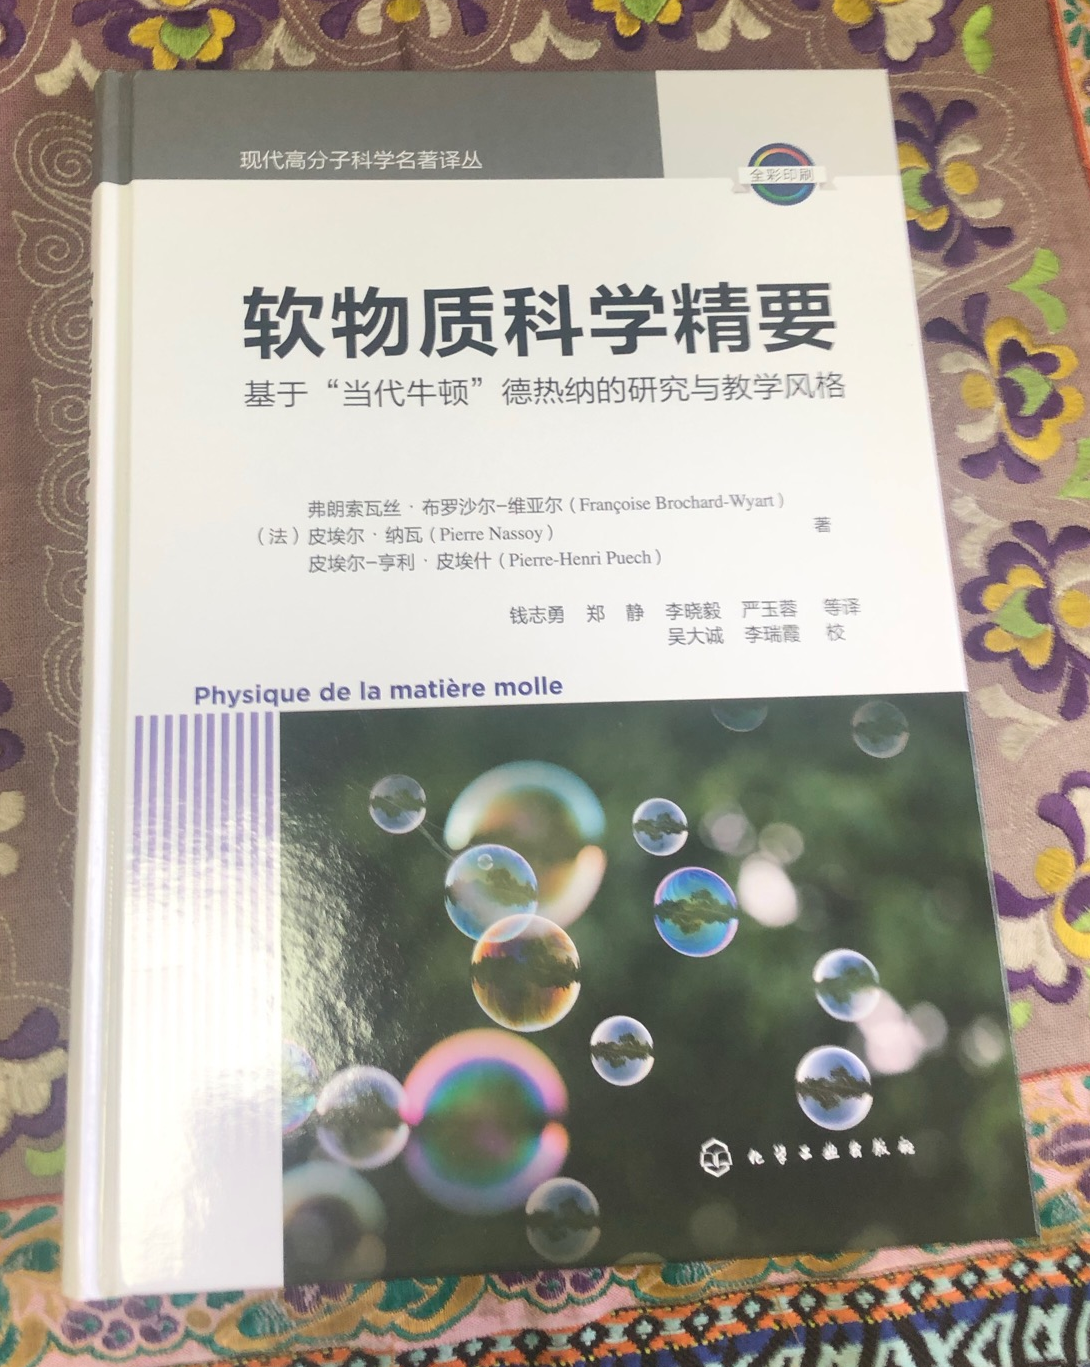 现代高分子科学名著译丛
全彩印刷
软物质科学精要
基于“当代牛顿”德热纳的研究与教学风格
弗朗索瓦丝·布罗沙尔-维亚尔（Françoise Brochard-Wyart）
（法）皮埃尔·纳瓦（Pierre Nassoy） 著
皮埃尔-亨利·皮埃什（Pierre-Henri Puech）
钱志勇 郑 静 李晓毅 严玉蓉 等译
吴大诚 李瑞霞 校
Physique de la matière molle
化学工业出版社